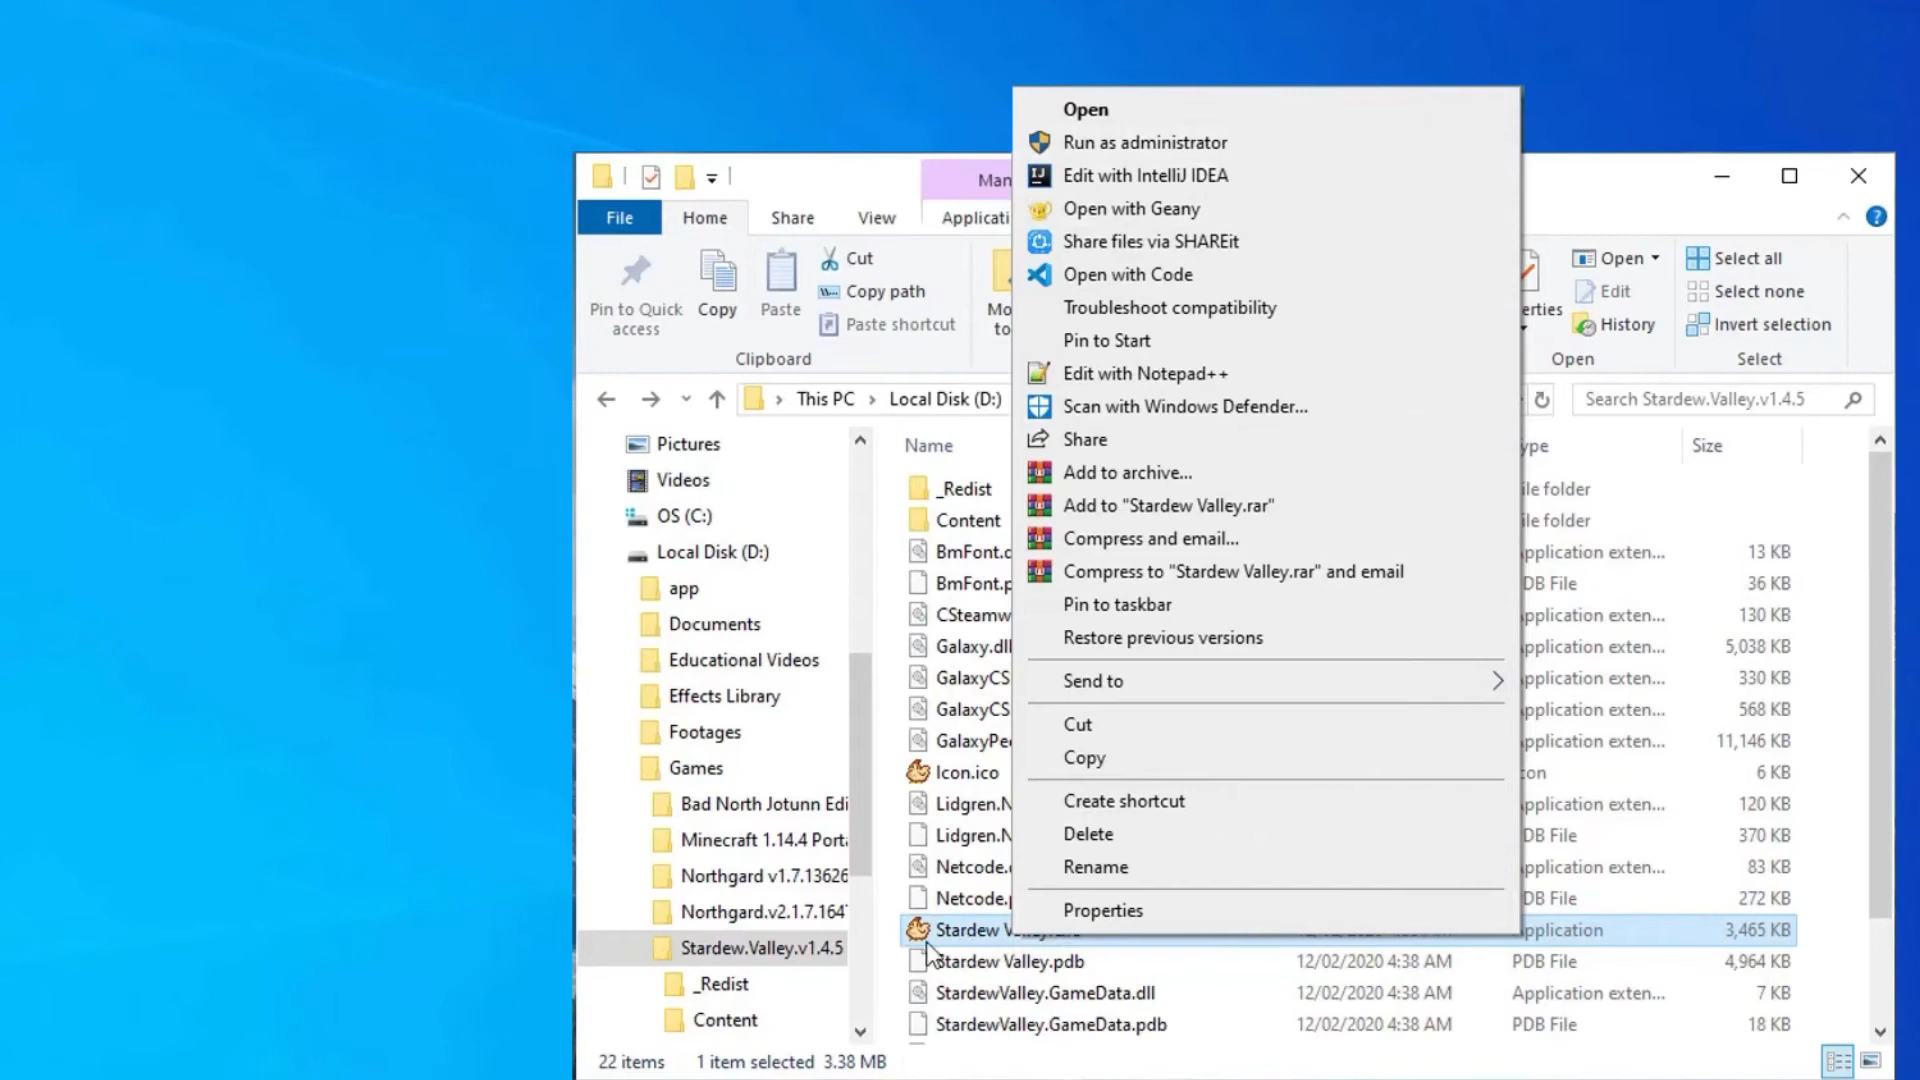 Open
Run as administrator
Edit with IntelliJ IDEA
Open with Geany
Share files via SHAREit
Open with Code
Troubleshoot compatibility
Pin to Start
Edit with Notepad++
Scan with Windows Defender...
Share
Add to archive...
Add to "Stardew Valley.rar"
Compress and email...
Compress to "Stardew Valley.rar" and email
Pin to taskbar
Restore previous versions
Send to
Cut
Copy
Create shortcut
Delete
Rename
Properties
Man
File Home Share View Applicati
Pin to Quick access
Copy
Paste
Cut
Copy path
Paste shortcut
Clipboard
Mo
to
erties
Open
Edit
History
Open
Select all
Select none
Invert selection
Select
This PC > Local Disk (D:)
Search Stardew.Valley.v1.4.5
Pictures
Videos
OS (C:)
Local Disk (D:)
app
Documents
Educational Videos
Effects Library
Footages
Games
Bad North Jotunn Edi
Minecraft 1.14.4 Port
Northgard v1.7.13626
Northgard.v2.1.7.164
Stardew.Valley.v1.4.5
_Redist
Content
Name ype Size
_Redist ile folder
Content ile folder
BmFont.d pplication exten... 13 KB
BmFont.p DB File 36 KB
CSteamw pplication exten... 130 KB
Galaxy.dll pplication exten... 5,038 KB
GalaxyCS pplication exten... 330 KB
GalaxyCS pplication exten... 568 KB
GalaxyPe pplication exten... 11,146 KB
Icon.ico con 6 KB
Lidgren.N pplication exten... 120 KB
Lidgren.N DB File 370 KB
Netcode. pplication exten... 83 KB
Netcode.p DB File 272 KB
Stardew pplication 3,465 KB
Stardew Valley.pdb 12/02/2020 4:38 AM PDB File 4,964 KB
StardewValley.GameData.dll 12/02/2020 4:38 AM Application exten... 7 KB
StardewValley.GameData.pdb 12/02/2020 4:38 AM PDB File 18 KB
22 items 1 item selected 3.38 MB